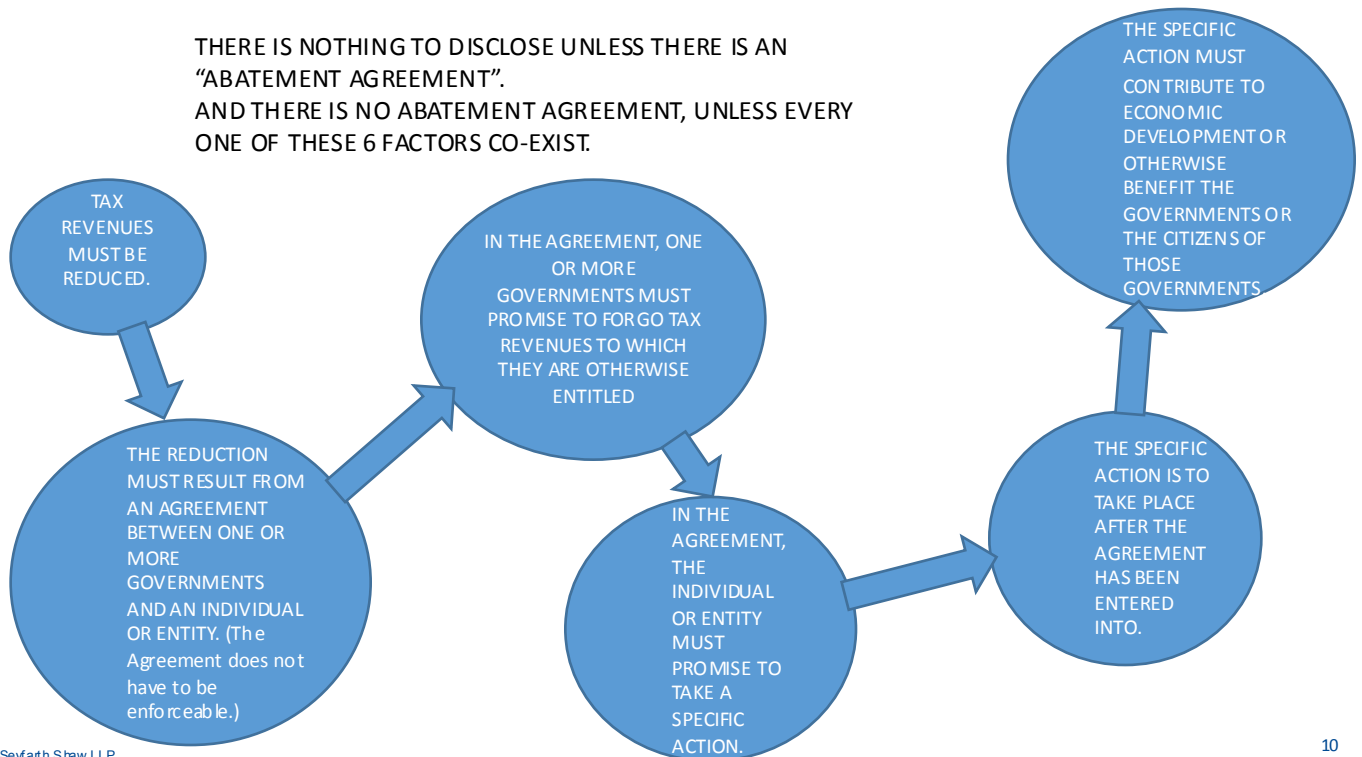 THERE IS NOTHING TO DISCLOSE UNLESS THERE IS AN
“ABATEMENT AGREEMENT”.
AND THERE IS NO ABATEMENT AGREEMENT, UNLESS EVERY
ONE OF THESE 6 FACTORS CO-EXIST.
TAX
REVENUES
MUST BE
REDUCED.
THE REDUCTION
MUST RESULT FROM
AN AGREEMENT
BETWEEN ONE OR
MORE
GOVERNMENTS
AND AN INDIVIDUAL
OR ENTITY. (The
Agreement does not
have to be
enforceable.)
IN THE AGREEMENT, ONE
OR MORE
GOVERNMENTS MUST
PROMISE TO FORGO TAX
REVENUES TO WHICH
THEY ARE OTHERWISE
ENTITLED
IN THE
AGREEMENT,
THE
INDIVIDUAL
OR ENTITY
MUST
PROMISE TO
TAKE A
SPECIFIC
ACTION.
THE SPECIFIC
ACTION IS TO
TAKE PLACE
AFTER THE
AGREEMENT
HAS BEEN
ENTERED
INTO.
THE SPECIFIC
ACTION MUST
CONTRIBUTE TO
ECONOMIC
DEVELOPMENT OR
OTHERWISE
BENEFIT THE
GOVERNMENTS OR
THE CITIZENS OF
THOSE
GOVERNMENTS.
Seyfarth Shaw LLP
10